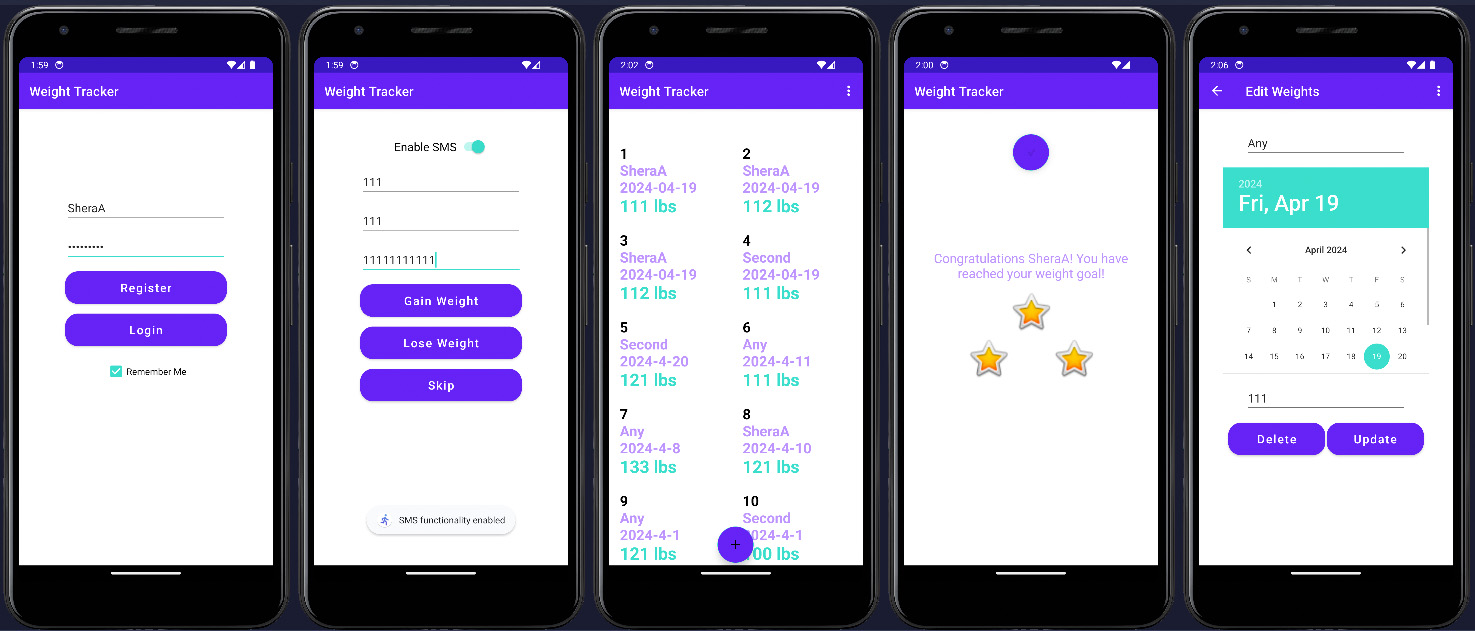 1:59
Weight Tracker
SheraA
•••••••••
Register
Login
Remember Me
1:59
Weight Tracker
Enable SMS
111
111
11111111111
Gain Weight
Lose Weight
Skip
SMS functionality enabled
2:02
Weight Tracker
1
SheraA
2024-04-19
111 lbs
2
SheraA
2024-04-19
112 lbs
3
SheraA
2024-04-19
112 lbs
4
Second
2024-04-19
111 lbs
5
Second
2024-4-20
121 lbs
6
Any
2024-4-11
111 lbs
7
Any
2024-4-8
133 lbs
8
SheraA
2024-4-10
121 lbs
9
Any
2024-4-1
121 lbs
10
Second
2024-4-1
00 lbs
+
2:00
Weight Tracker
Congratulations SheraA! You have
reached your weight goal!
2:06
Edit Weights
Any
2024
Fri, Apr 19
April 2024
S M T W T F S
1 2 3 4 5 6
7 8 9 10 11 12 13
14 15 16 17 18 19 20
111
Delete Update